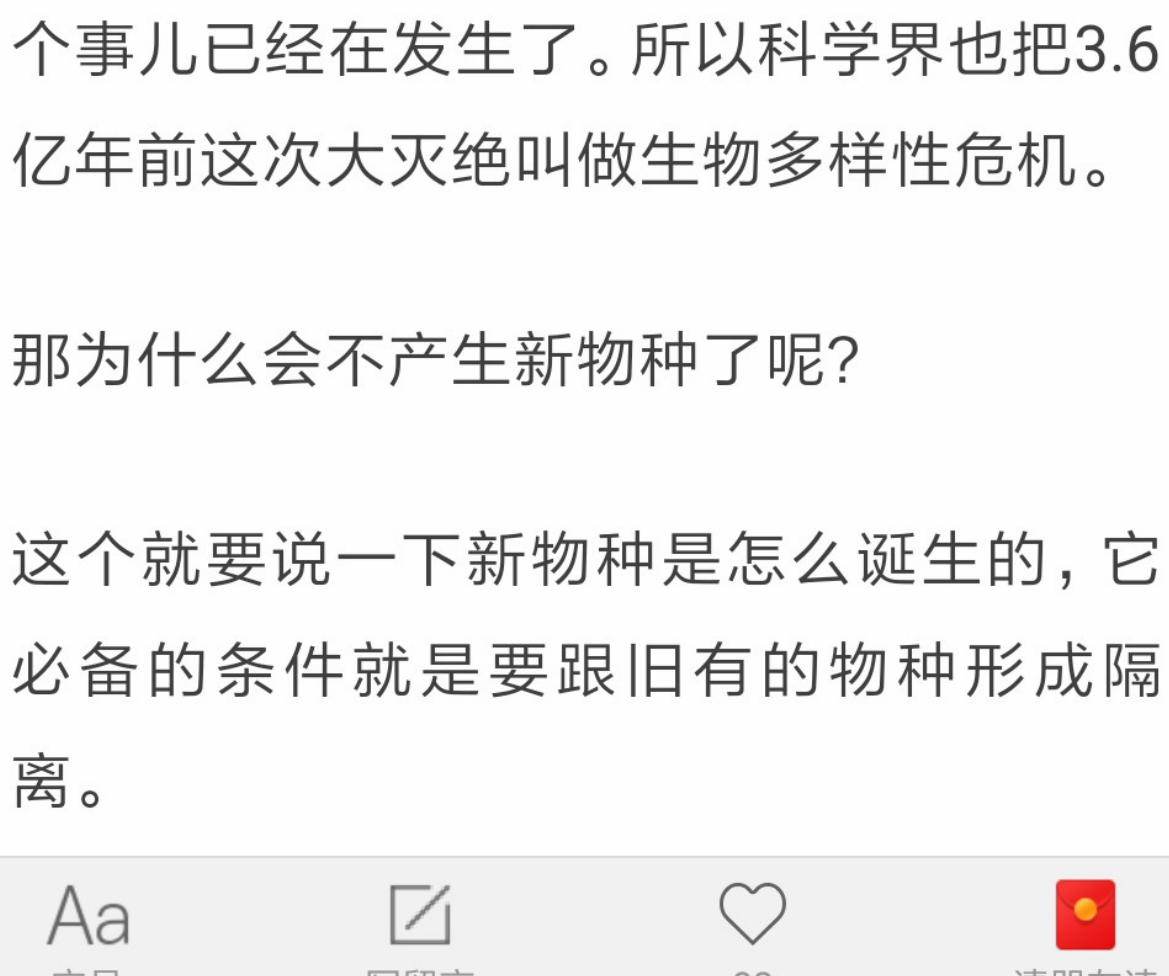 个事儿已经在发生了。所以科学界也把3.6
亿年前这次大灭绝叫做生物多样性危机。
那为什么会不产生新物种了呢?
这个就要说一下新物种是怎么诞生的，它
必备的条件就是要跟旧有的物种形成隔
离。
Aa